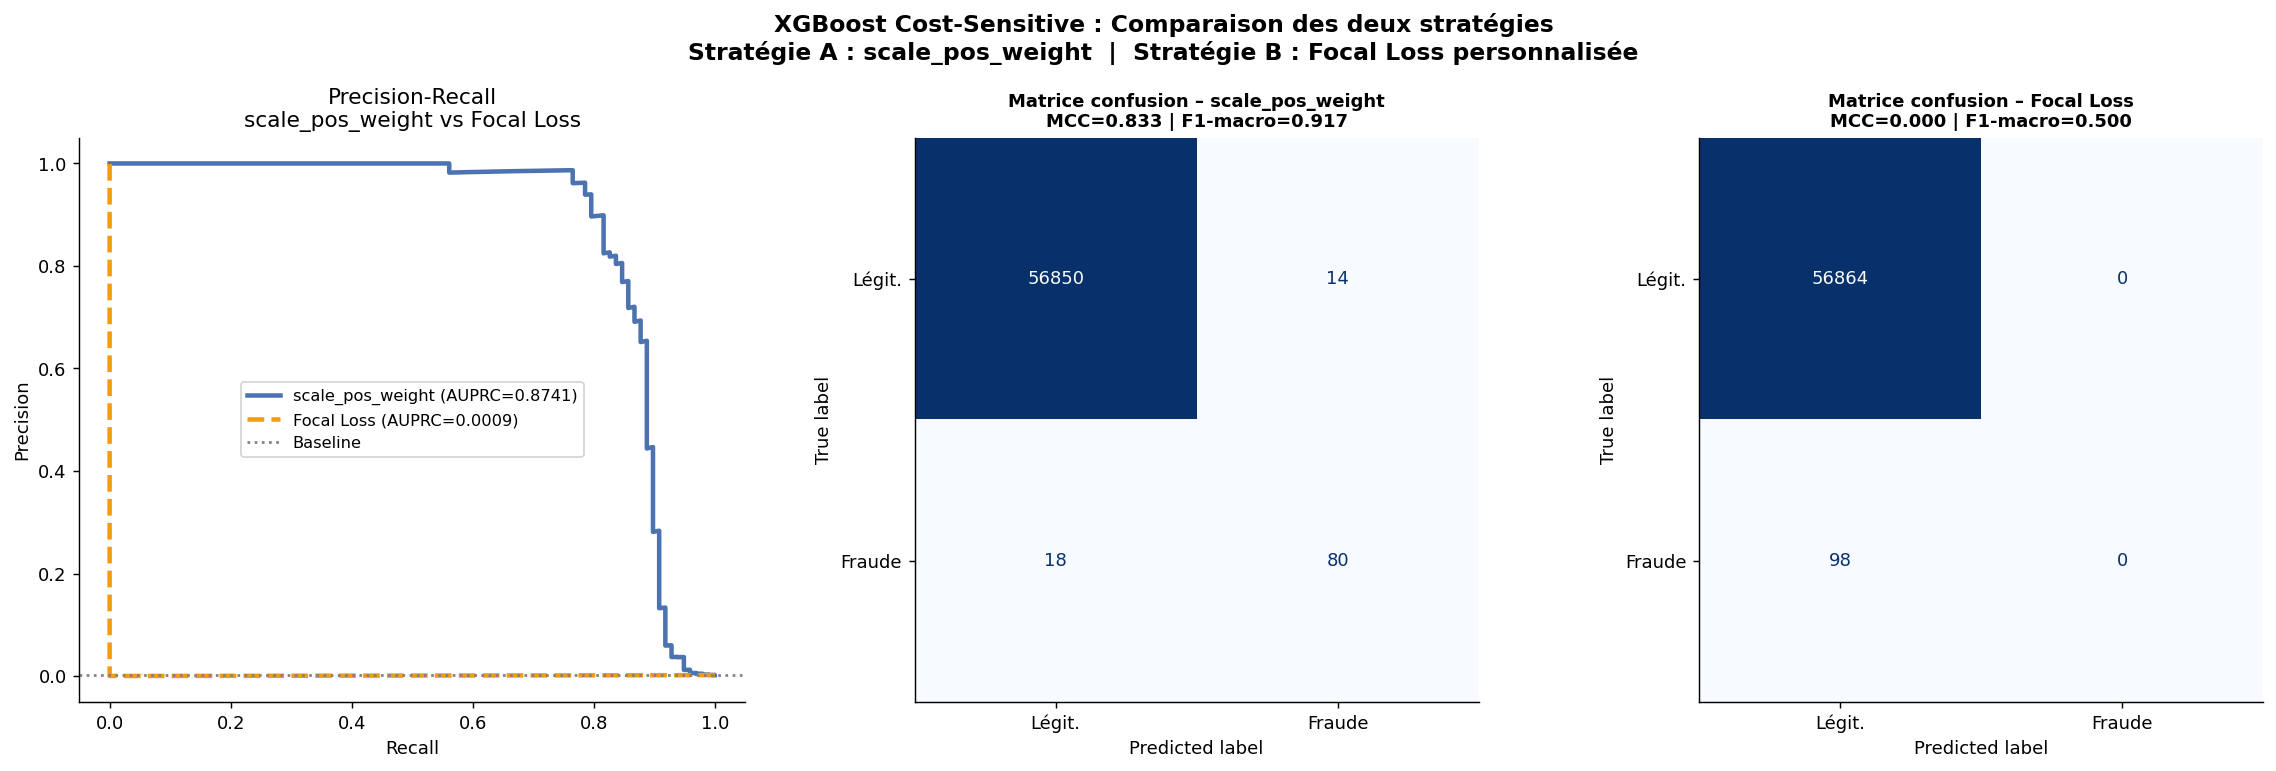 XGBoost Cost-Sensitive : Comparaison des deux stratégies
Stratégie A : scale_pos_weight | Stratégie B : Focal Loss personnalisée
Precision-Recall
scale_pos_weight vs Focal Loss
1.0
0.8
0.6
0.4
0.2
0.0
Precision
scale_pos_weight (AUPRC=0.8741)
Focal Loss (AUPRC=0.0009)
Baseline
0.0 0.2 0.4 0.6 0.8 1.0
Recall
Matrice confusion – scale_pos_weight
MCC=0.833 | F1-macro=0.917
True label
Légit.
56850 14
Fraude
18 80
Légit. Fraude
Predicted label
Matrice confusion – Focal Loss
MCC=0.000 | F1-macro=0.500
True label
Légit.
56864 0
Fraude
98 0
Légit. Fraude
Predicted label